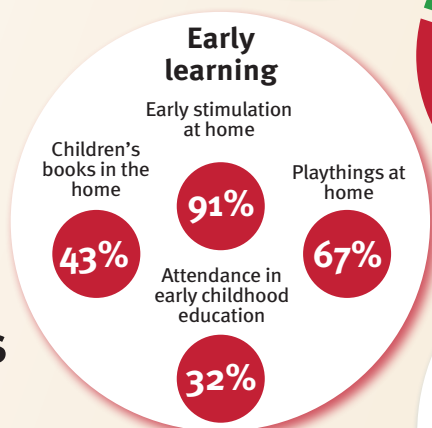 Early
learning
Early stimulation
at home
91%
Children's
books in the
home
43%
Playthings at
home
67%
Attendance in
early childhood
education
32%
s